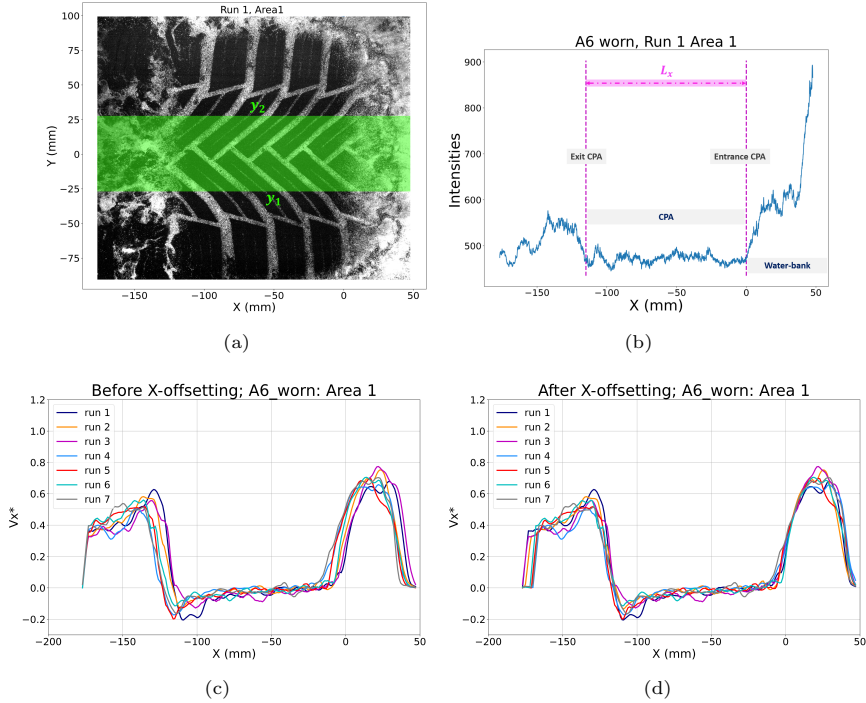 Run 1, Area1
100
75
50
25
0
−25
−50
−75
Y (mm)
y₂
y₁
−150
−100
−50
0
X (mm)
(a)
A6 worn, Run 1 Area 1
900
800
700
600
500
Intensities
Lₓ
Exit CPA
Entrance CPA
CPA
Water-bank
−150
−100
−50
0
50
X (mm)
(b)
Before X-offsetting; A6_worn: Area 1
1.2
1.0
0.8
0.6
0.4
0.2
0.0
−0.2
Vx*
run 1
run 2
run 3
run 4
run 5
run 6
run 7
−200
−150
−100
−50
0
50
X (mm)
(c)
After X-offsetting; A6_worn: Area 1
1.2
1.0
0.8
0.6
0.4
0.2
0.0
−0.2
Vx*
run 1
run 2
run 3
run 4
run 5
run 6
run 7
−200
−150
−100
−50
0
50
X (mm)
(d)